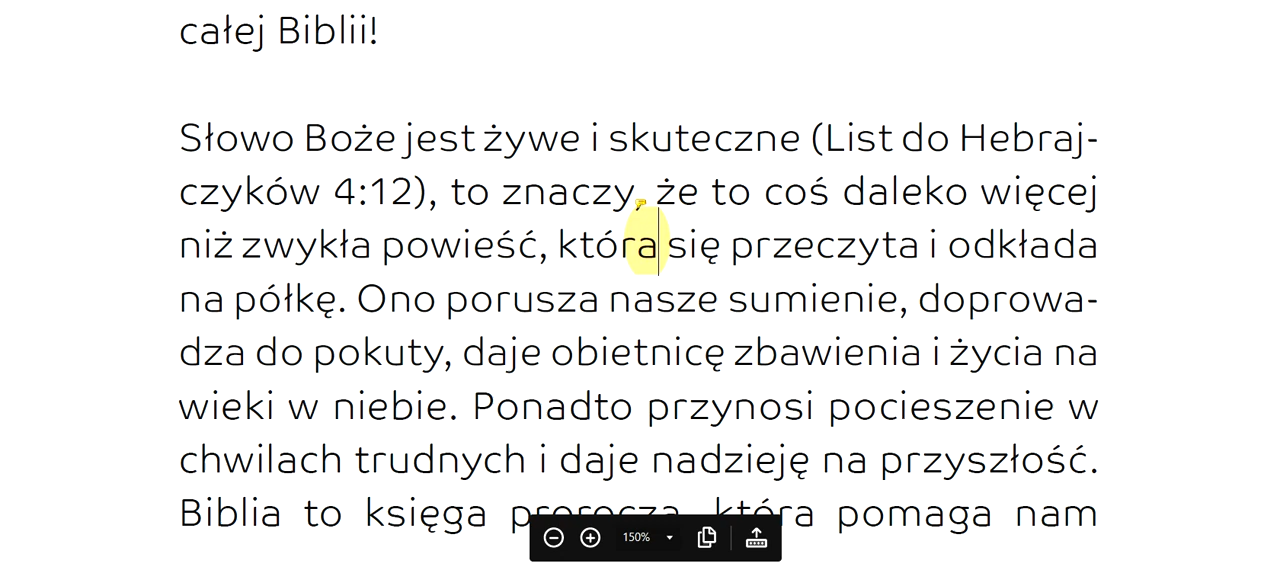 całej Biblii!
Słowo Boże jest żywe i skuteczne (List do Hebraj-
czyków 4:12), to znaczy, że to coś daleko więcej
niż zwykła powieść, która się przeczyta i odkłada
na półkę. Ono porusza nasze sumienie, doprowa-
dza do pokuty, daje obietnicę zbawienia i życia na
wieki w niebie. Ponadto przynosi pocieszenie w
chwilach trudnych i daje nadzieję na przyszłość.
Biblia to księga prorocza, która pomaga nam
150%